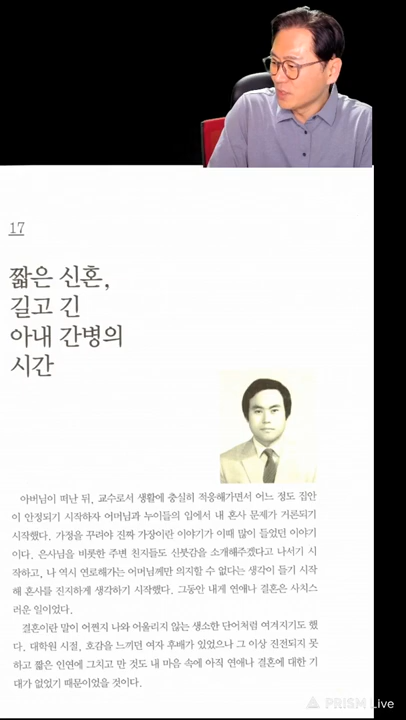 17
짧은 신혼,
길고 긴
아내 간병의
시간
아버님이 떠난 뒤, 교수로서 생활에 충실히 적응해가면서 어느 정도 집안
이 안정되기 시작하자 어머님과 누이들의 입에서 내 혼사 문제가 거론되기
시작했다. 가정을 꾸려야 진짜 가장이란 이야기가 이때 많이 들었던 이야기
이다. 은사님을 비롯한 주변 친지들도 신붓감을 소개해주겠다고 나서기 시
작하고, 나 역시 연로해가는 어머님께만 의지할 수 없다는 생각이 들기 시작
해 혼사를 진지하게 생각하기 시작했다. 그동안 내게 연애나 결혼은 사치스
러운 일이었다.
결혼이란 말이 어쩐지 나와 어울리지 않는 생소한 단어처럼 여겨지기도 했
다. 대학원 시절, 호감을 느끼던 여자 후배가 있었으나 그 이상 진전되지 못
하고 짧은 인연에 그치고 만 것도 내 마음 속에 아직 연애나 결혼에 대한 기
대가 없었기 때문이었을 것이다.
PRISM Live